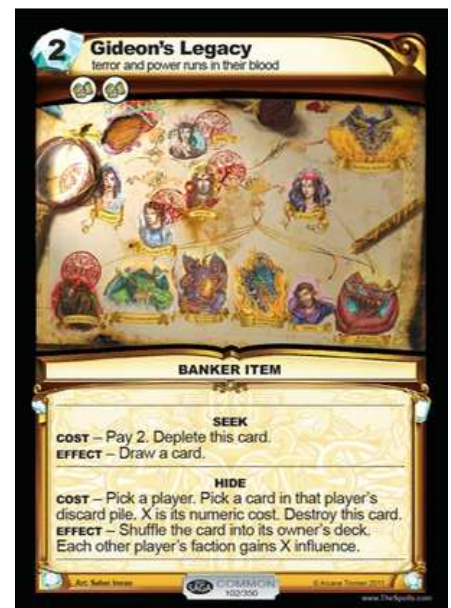 2
Gideon's Legacy
terror and power runs in their blood
BANKER ITEM
SEEK
COST – Pay 2. Deplete this card.
EFFECT – Draw a card.
HIDE
COST – Pick a player. Pick a card in that player's
discard pile. X is its numeric cost. Destroy this card.
EFFECT – Shuffle the card into its owner's deck.
Each other player's faction gains X influence.
COMMON
102/350
www.TheSpoils.com